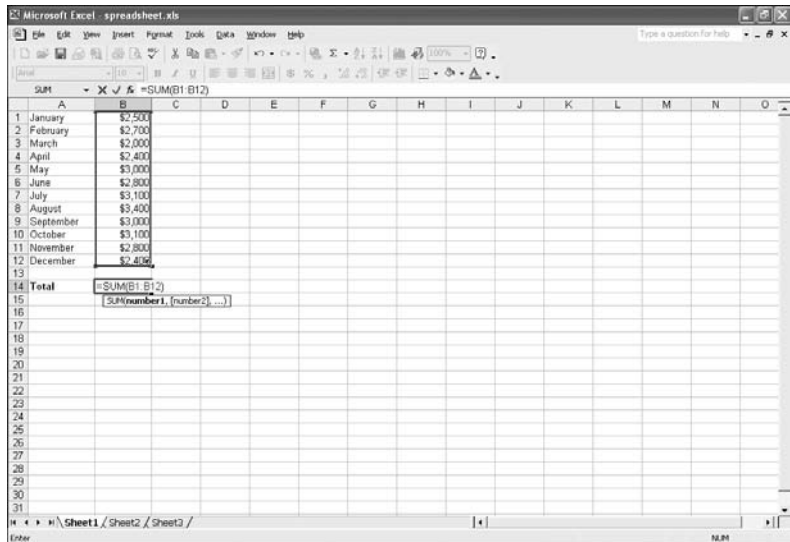 Microsoft Excel - spreadsheet.xls
File Edit View Insert Format Tools Data Window Help Type a question for help
Arial 10 B I U $ % , 100%
SUM =SUM(B1:B12)
A B C D E F G H I J K L M N O
1 January $2,500
2 February $2,700
3 March $2,000
4 April $2,400
5 May $3,000
6 June $2,800
7 July $3,100
8 August $3,400
9 September $3,000
10 October $3,100
11 November $2,800
12 December $2,400
13
14 Total =SUM(B1:B12)
15 SUM(number1, [number2], ...)
16
17
18
19
20
21
22
23
24
25
26
27
28
29
30
31
Sheet1 / Sheet2 / Sheet3 /
Enter NUM